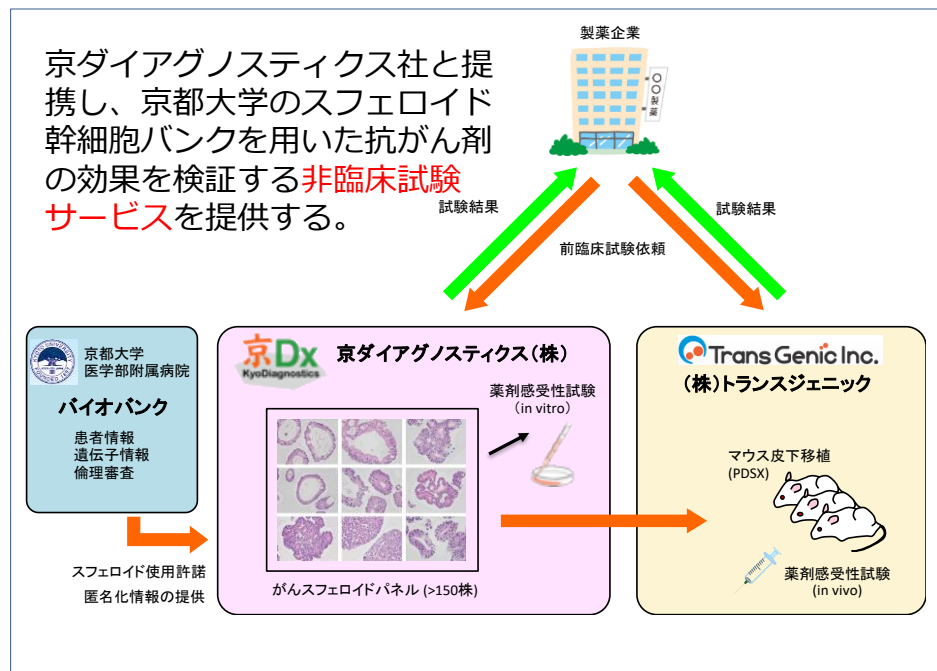 製薬企業
〇〇製薬
京ダイアグノスティクス社と提
携し、京都大学のスフェロイド
幹細胞バンクを用いた抗がん剤
の効果を検証する非臨床試験
サービスを提供する。
試験結果
試験結果
前臨床試験依頼
京都大学
医学部附属病院
バイオバンク
患者情報
遺伝子情報
倫理審査
スフェロイド使用許諾
匿名化情報の提供
京Dx
KyoDiagnostics
京ダイアグノスティクス(株)
薬剤感受性試験
(in vitro)
がんスフェロイドパネル (>150株)
Trans Genic Inc.
(株)トランスジェニック
マウス皮下移植
(PDSX)
薬剤感受性試験
(in vivo)